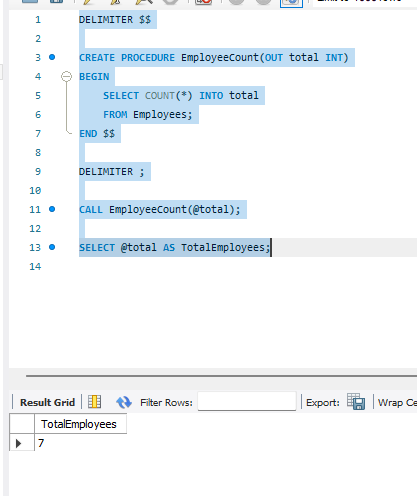 1 DELIMITER $$
2
3 CREATE PROCEDURE EmployeeCount(OUT total INT)
4 BEGIN
5 SELECT COUNT(*) INTO total
6 FROM Employees;
7 END $$
8
9 DELIMITER ;
10
11 CALL EmployeeCount(@total);
12
13 SELECT @total AS TotalEmployees;
14
Result Grid Filter Rows: Export: Wrap Ce
TotalEmployees
7